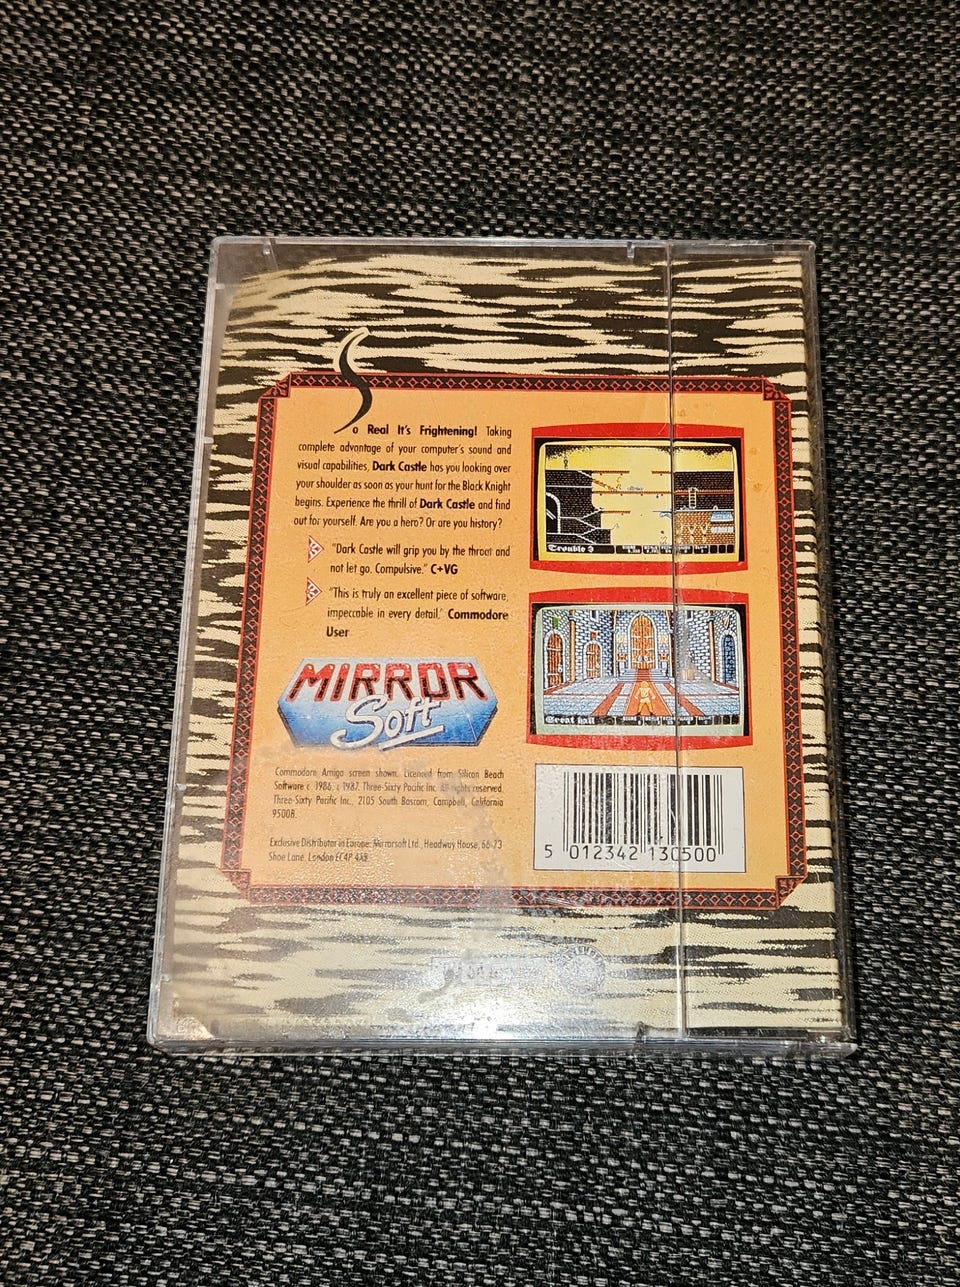 So Real It's Frightening! Taking
complete advantage of your computer's sound and
visual capabilities, Dark Castle has you looking over
your shoulder as soon as your hunt for the Black Knight
begins. Experience the thrill of Dark Castle and find
out for yourself. Are you a hero? Or are you history?
"Dark Castle will grip you by the throat and
not let go. Compulsive." C+VG
"This is truly an excellent piece of software,
impeccable in every detail." Commodore
User
MIRROR
Soft
Commodore Amiga screen shown. Licenced from Silicon Beach
Software c. 1986, c 1987, Three-Sixty Pacific Inc. All rights reserved.
Three-Sixty Pacific Inc., 2105 South Bascom, Campbell, California
95008.
Exclusive Distributor in Europe: Mirrorsoft Ltd., Headway House, 66-73
Shoe Lane, London EC4P 4AB
Trouble 3
Great hall
5 012342 130500